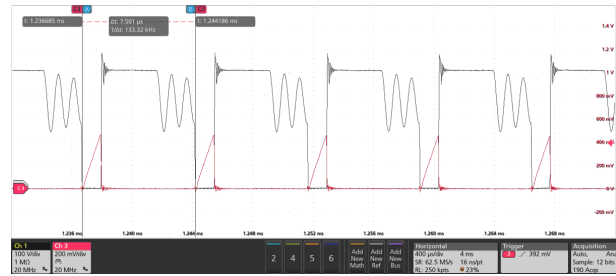 C3 A
B C3
t: 1.236685 ms
Δt: 7.501 μs
1/Δt: 133.32 kHz
t: 1.244186 ms
1.4 V
1.2 V
1 V
800 mV
600 mV
400 mV
0 V
-200 mV
C3
1.236 ms
1.240 ms
1.244 ms
1.248 ms
1.252 ms
1.256 ms
1.260 ms
1.264 ms
1.268 ms
Ch 1
100 V/div
1 MΩ
20 MHz
Ch 3
200 mV/div
20 MHz
2
4
5
6
Add New Math
Add New Ref
Add New Bus
Horizontal
400 μs/div 4 ms
SR: 62.5 MS/s 16 ns/pt
RL: 250 kpts 23%
Trigger
3 392 mV
Acquisition
Auto,
Sample: 12 bits
190 Acqs